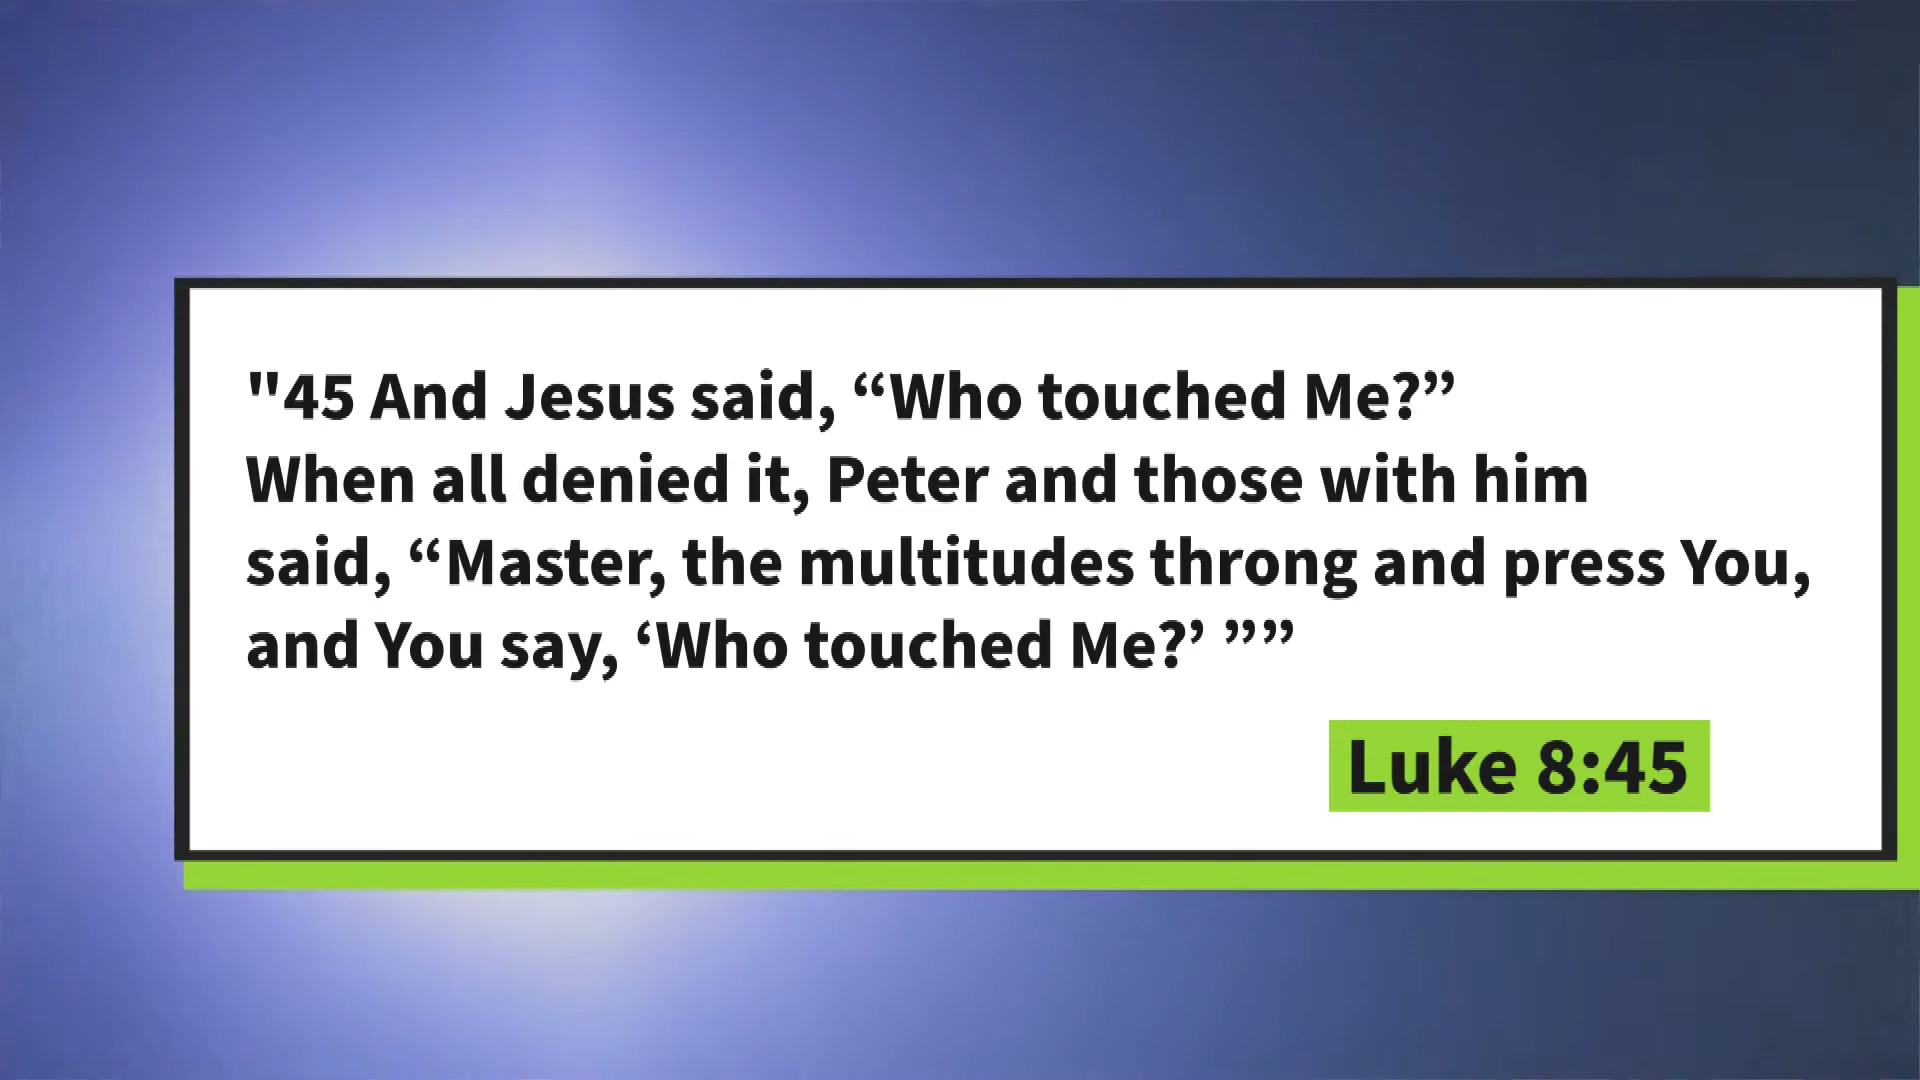 "45 And Jesus said, “Who touched Me?”
When all denied it, Peter and those with him
said, “Master, the multitudes throng and press You,
and You say, ‘Who touched Me?’ ””
Luke 8:45